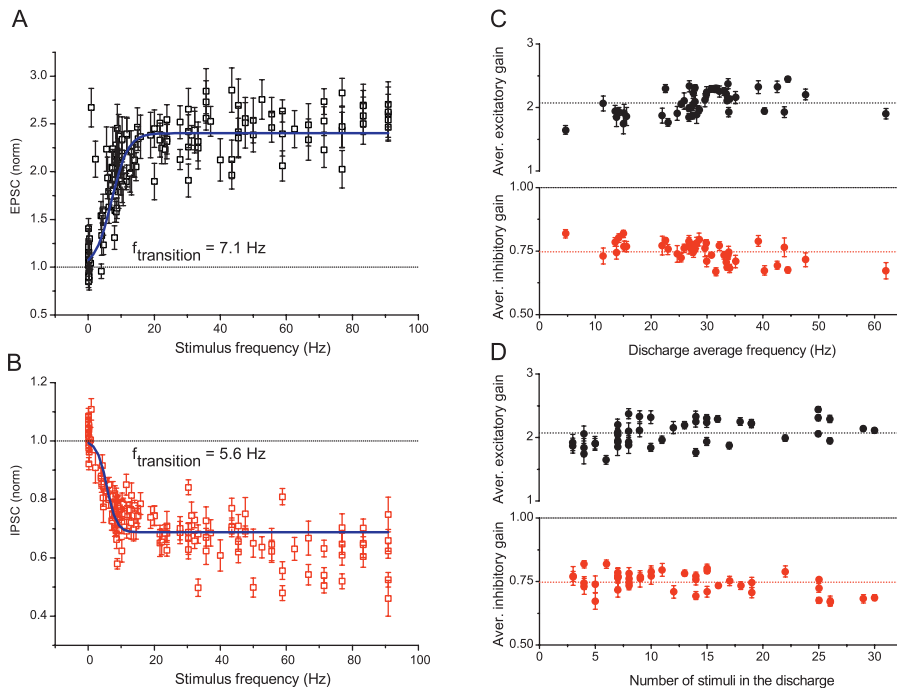 A
EPSC (norm)
3.0
2.5
2.0
1.5
1.0
0.5
f transition = 7.1 Hz
0 20 40 60 80 100
Stimulus frequency (Hz)
B
IPSC (norm)
1.2
1.0
0.8
0.6
0.4
f transition = 5.6 Hz
0 20 40 60 80 100
Stimulus frequency (Hz)
C
Aver. excitatory gain
3
2
1
Aver. inhibitory gain
1.00
0.75
0.50
0 10 20 30 40 50 60
Discharge average frequency (Hz)
D
Aver. excitatory gain
3
2
1
Aver. inhibitory gain
1.00
0.75
0.50
0 5 10 15 20 25 30
Number of stimuli in the discharge